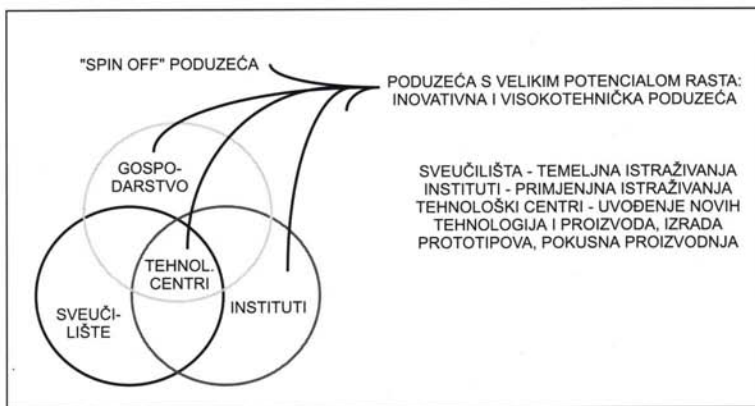 "SPIN OFF" PODUZEĆA
PODUZEĆA S VELIKIM POTENCIALOM RASTA:
INOVATIVNA I VISOKOTEHNIČKA PODUZEĆA
GOSPO-
DARSTVO
TEHNOL.
CENTRI
SVEUČI-
LIŠTE
INSTITUTI
SVEUČILIŠTA - TEMELJNA ISTRAŽIVANJA
INSTITUTI - PRIMJENJNA ISTRAŽIVANJA
TEHNOLOŠKI CENTRI - UVOĐENJE NOVIH
TEHNOLOGIJA I PROIZVODA, IZRADA
PROTOTIPOVA, POKUSNA PROIZVODNJA